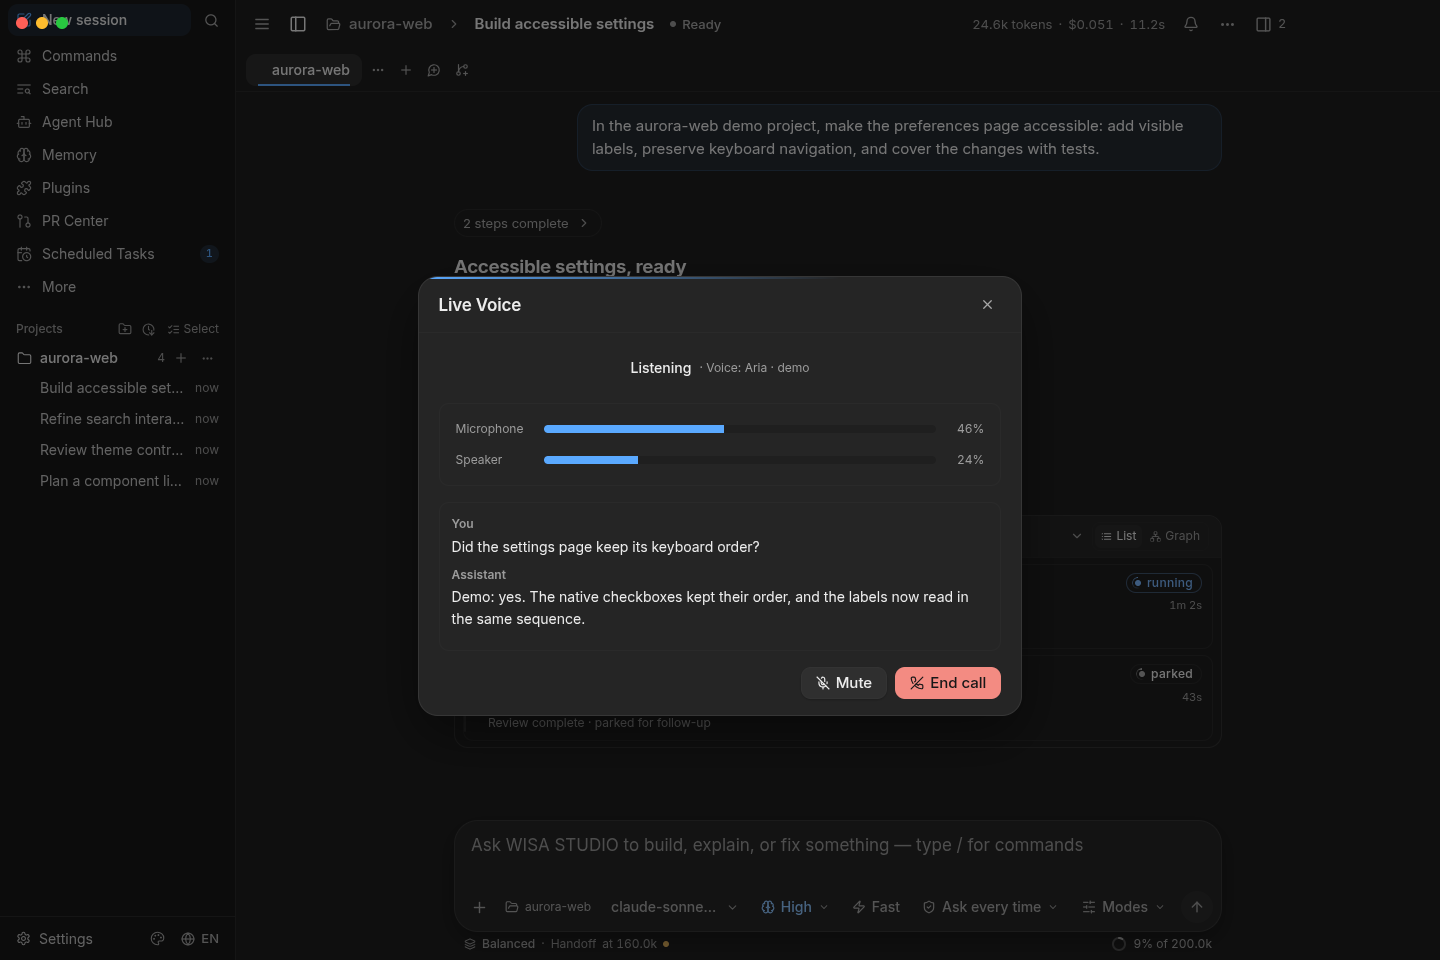 New session
Commands
Search
Agent Hub
Memory
Plugins
PR Center
Scheduled Tasks 1
More
Projects Select
aurora-web 4
Build accessible set... now
Refine search intera... now
Review theme contr... now
Plan a component li... now
Settings EN
aurora-web Build accessible settings Ready
24.6k tokens · $0.051 · 11.2s 2
aurora-web
In the aurora-web demo project, make the preferences page accessible: add visible
labels, preserve keyboard navigation, and cover the changes with tests.
2 steps complete
Accessible settings, ready
Live Voice
Listening · Voice: Aria · demo
Microphone 46%
Speaker 24%
You
Did the settings page keep its keyboard order?
Assistant
Demo: yes. The native checkboxes kept their order, and the labels now read in
the same sequence.
Mute End call
List Graph
running
1m 2s
parked
43s
Review complete · parked for follow-up
Ask WISA STUDIO to build, explain, or fix something — type / for commands
aurora-web claude-sonne... High Fast Ask every time Modes
Balanced · Handoff at 160.0k
9% of 200.0k